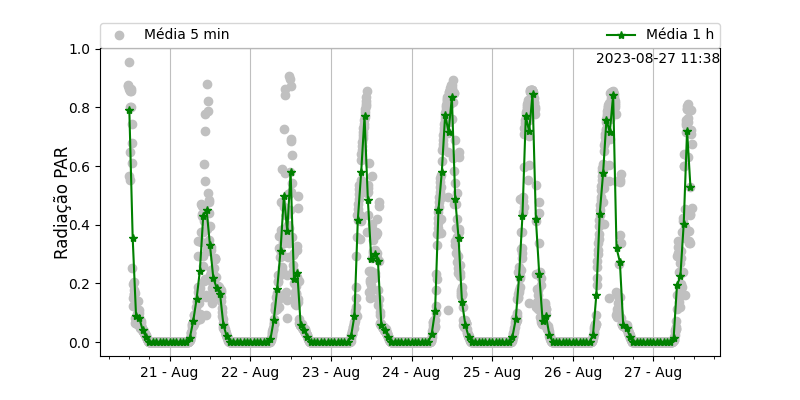 Média 5 min
Média 1 h
2023-08-27 11:38
Radiação PAR
1.0
0.8
0.6
0.4
0.2
0.0
21 - Aug
22 - Aug
23 - Aug
24 - Aug
25 - Aug
26 - Aug
27 - Aug